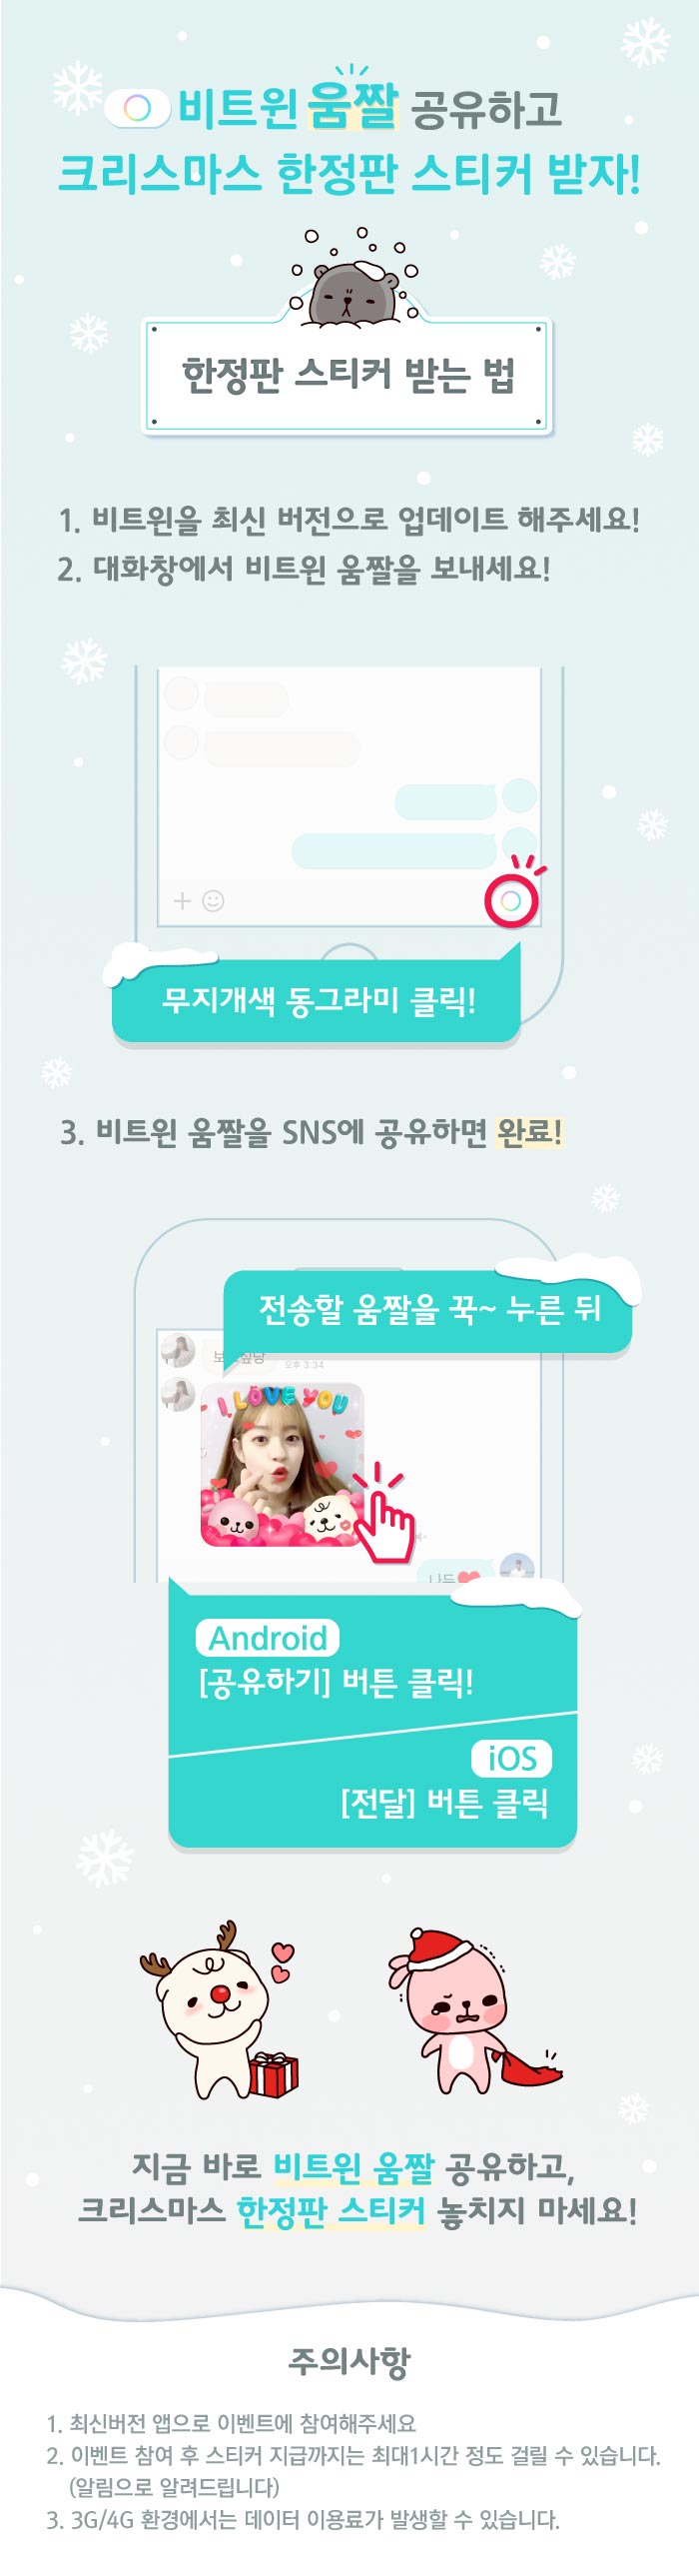 비트윈 움짤 공유하고
크리스마스 한정판 스티커 받자!
한정판 스티커 받는 법
1. 비트윈을 최신 버전으로 업데이트 해주세요!
2. 대화창에서 비트윈 움짤을 보내세요!
무지개색 동그라미 클릭!
3. 비트윈 움짤을 SNS에 공유하면 완료!
전송할 움짤을 꾹~ 누른 뒤
오후 3:34
I LOVE YOU
Android
[공유하기] 버튼 클릭!
iOS
[전달] 버튼 클릭
지금 바로 비트윈 움짤 공유하고,
크리스마스 한정판 스티커 놓치지 마세요!
주의사항
1. 최신버전 앱으로 이벤트에 참여해주세요
2. 이벤트 참여 후 스티커 지급까지는 최대1시간 정도 걸릴 수 있습니다.
(알림으로 알려드립니다)
3. 3G/4G 환경에서는 데이터 이용료가 발생할 수 있습니다.